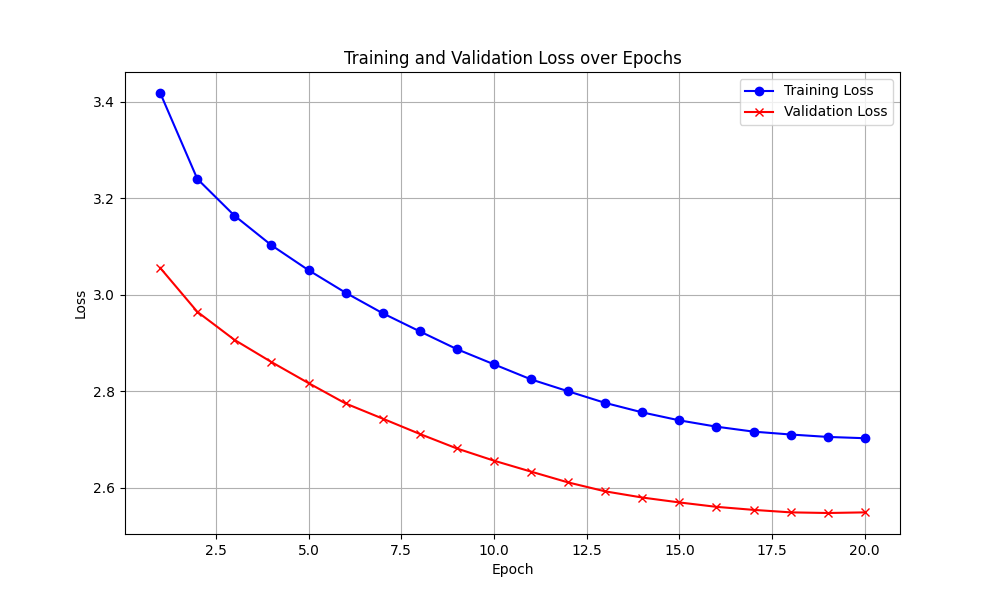 Training and Validation Loss over Epochs
Training Loss
Validation Loss
3.4
3.2
3.0
2.8
2.6
Loss
2.5
5.0
7.5
10.0
12.5
15.0
17.5
20.0
Epoch